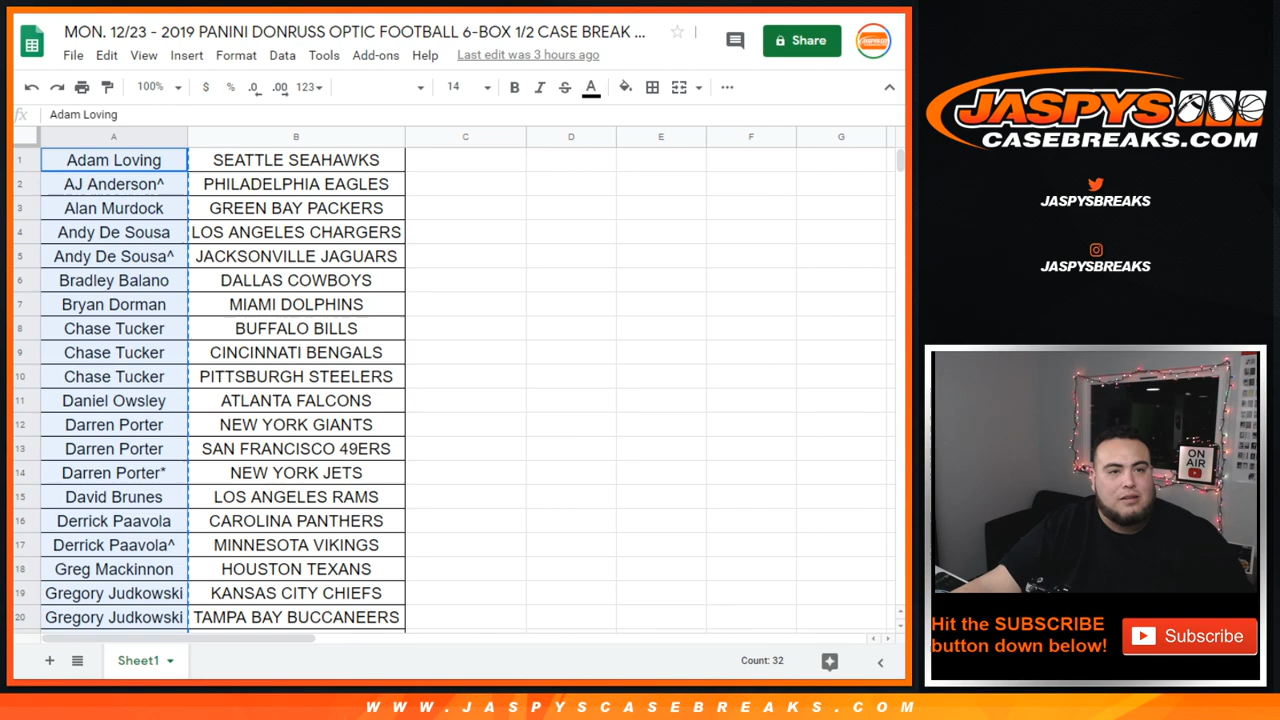 MON. 12/23 - 2019 PANINI DONRUSS OPTIC FOOTBALL 6-BOX 1/2 CASE BREAK ...
File Edit View Insert Format Data Tools Add-ons Help Last edit was 3 hours ago
Share
100% $ % .0 .00 123 14 B I S A ...
fx Adam Loving
A B C D E F G
1 Adam Loving SEATTLE SEAHAWKS
2 AJ Anderson^ PHILADELPHIA EAGLES
3 Alan Murdock GREEN BAY PACKERS
4 Andy De Sousa LOS ANGELES CHARGERS
5 Andy De Sousa^ JACKSONVILLE JAGUARS
6 Bradley Balano DALLAS COWBOYS
7 Bryan Dorman MIAMI DOLPHINS
8 Chase Tucker BUFFALO BILLS
9 Chase Tucker CINCINNATI BENGALS
10 Chase Tucker PITTSBURGH STEELERS
11 Daniel Owsley ATLANTA FALCONS
12 Darren Porter NEW YORK GIANTS
13 Darren Porter SAN FRANCISCO 49ERS
14 Darren Porter* NEW YORK JETS
15 David Brunes LOS ANGELES RAMS
16 Derrick Paavola CAROLINA PANTHERS
17 Derrick Paavola^ MINNESOTA VIKINGS
18 Greg Mackinnon HOUSTON TEXANS
19 Gregory Judkowski KANSAS CITY CHIEFS
20 Gregory Judkowski TAMPA BAY BUCCANEERS
Sheet1 Count: 32
JASPYS
CASEBREAKS.COM
JASPYSBREAKS
JASPYSBREAKS
ON
AIR
Hit the SUBSCRIBE
button down below!
Subscribe
WWW.JASPYSCASEBREAKS.COM